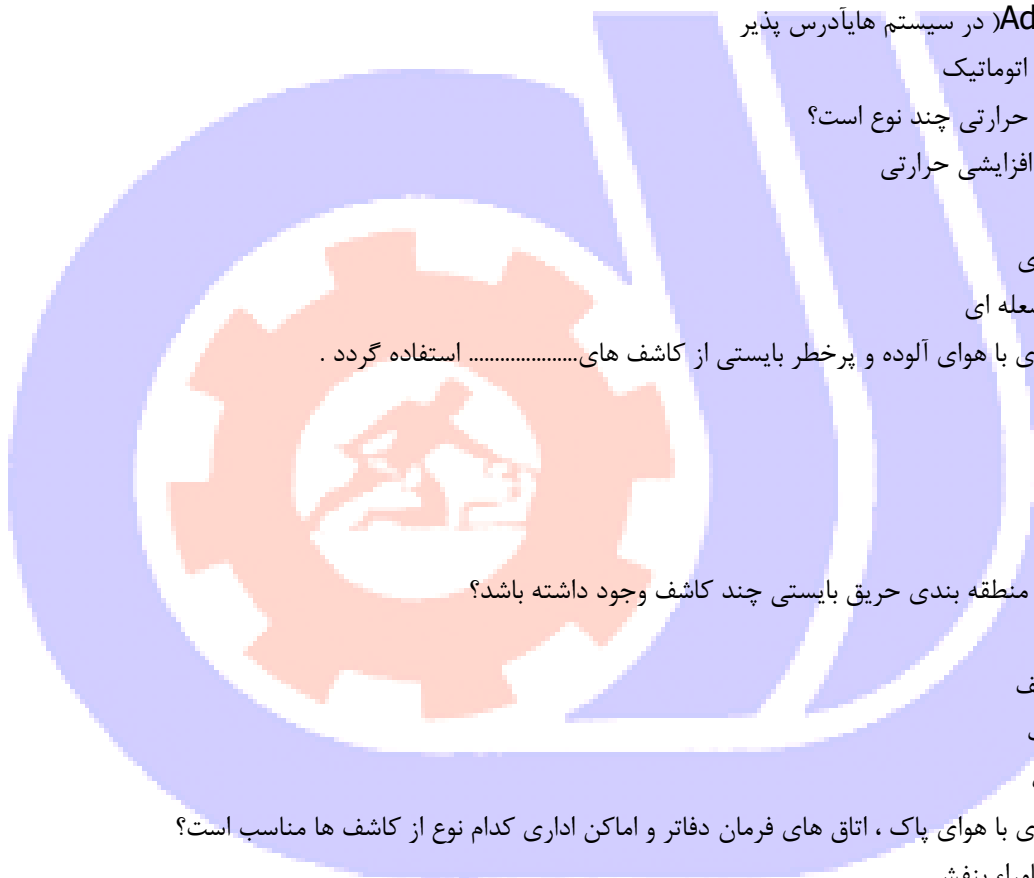 Ad) در سیستم هایآدرس پذیر
اتوماتیک
حرارتی چند نوع است؟
افزایشی حرارتی
ی
عله ای
ی با هوای آلوده و پرخطر بایستی از کاشف های..................... استفاده گردد .
منطقه بندی حریق بایستی چند کاشف وجود داشته باشد؟
ف
ی با هوای پاک ، اتاق های فرمان دفاتر و اماکن اداری کدام نوع از کاشف ها مناسب است؟